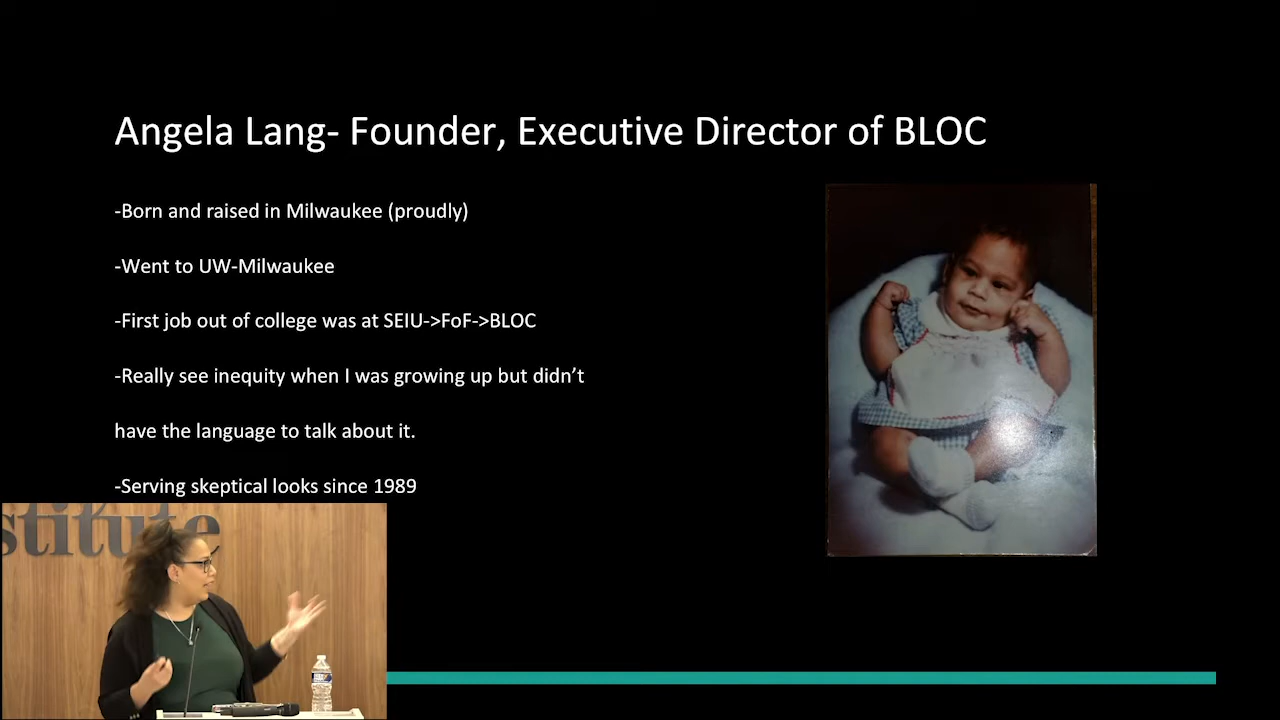 Angela Lang- Founder, Executive Director of BLOC
-Born and raised in Milwaukee (proudly)
-Went to UW-Milwaukee
-First job out of college was at SEIU->FoF->BLOC
-Really see inequity when I was growing up but didn’t
have the language to talk about it.
-Serving skeptical looks since 1989
stitute